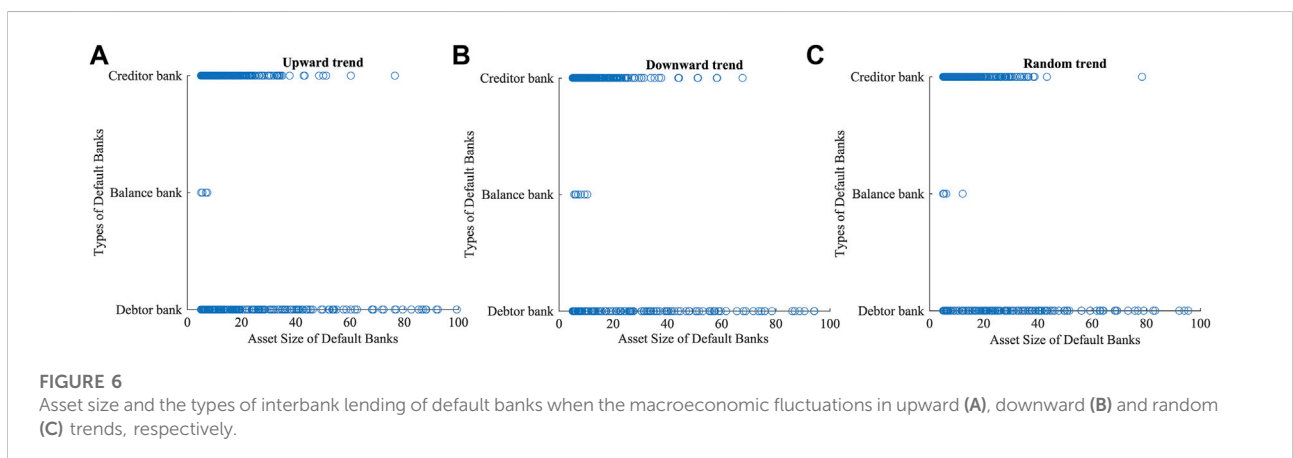 A
Upward trend
Creditor bank
Balance bank
Debtor bank
Types of Default Banks
0 20 40 60 80 100
Asset Size of Default Banks
B
Downward trend
Creditor bank
Balance bank
Debtor bank
Types of Default Banks
0 20 40 60 80 100
Asset Size of Default Banks
C
Random trend
Creditor bank
Balance bank
Debtor bank
Types of Default Banks
0 20 40 60 80 100
Asset Size of Default Banks
FIGURE 6
Asset size and the types of interbank lending of default banks when the macroeconomic fluctuations in upward (A), downward (B) and random
(C) trends, respectively.